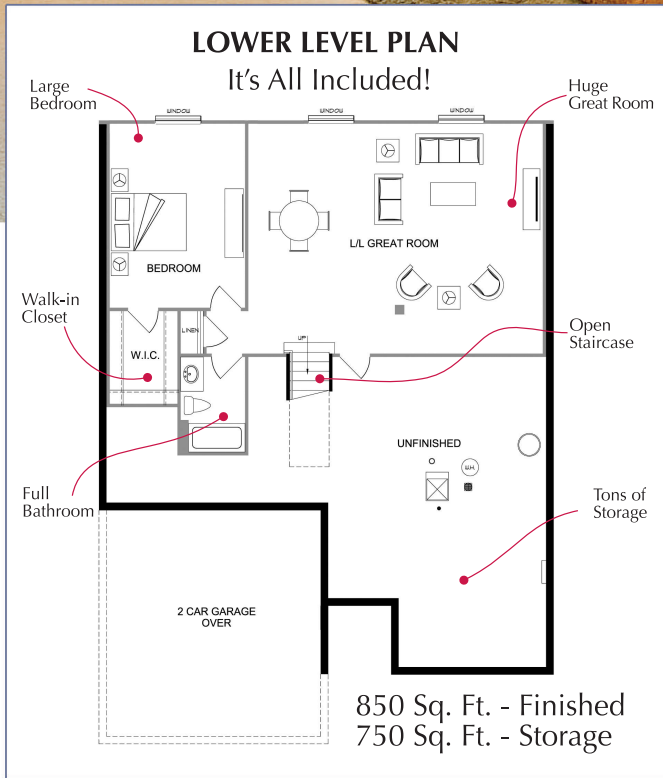 LOWER LEVEL PLAN
It's All Included!
Large
Bedroom
Huge
Great Room
WINDOW
WINDOW
WINDOW
L/L GREAT ROOM
BEDROOM
Walk-in
Closet
W.I.C.
LINEN
UP
Open
Staircase
UNFINISHED
W.H.
Full
Bathroom
Tons of
Storage
2 CAR GARAGE
OVER
850 Sq. Ft. - Finished
750 Sq. Ft. - Storage